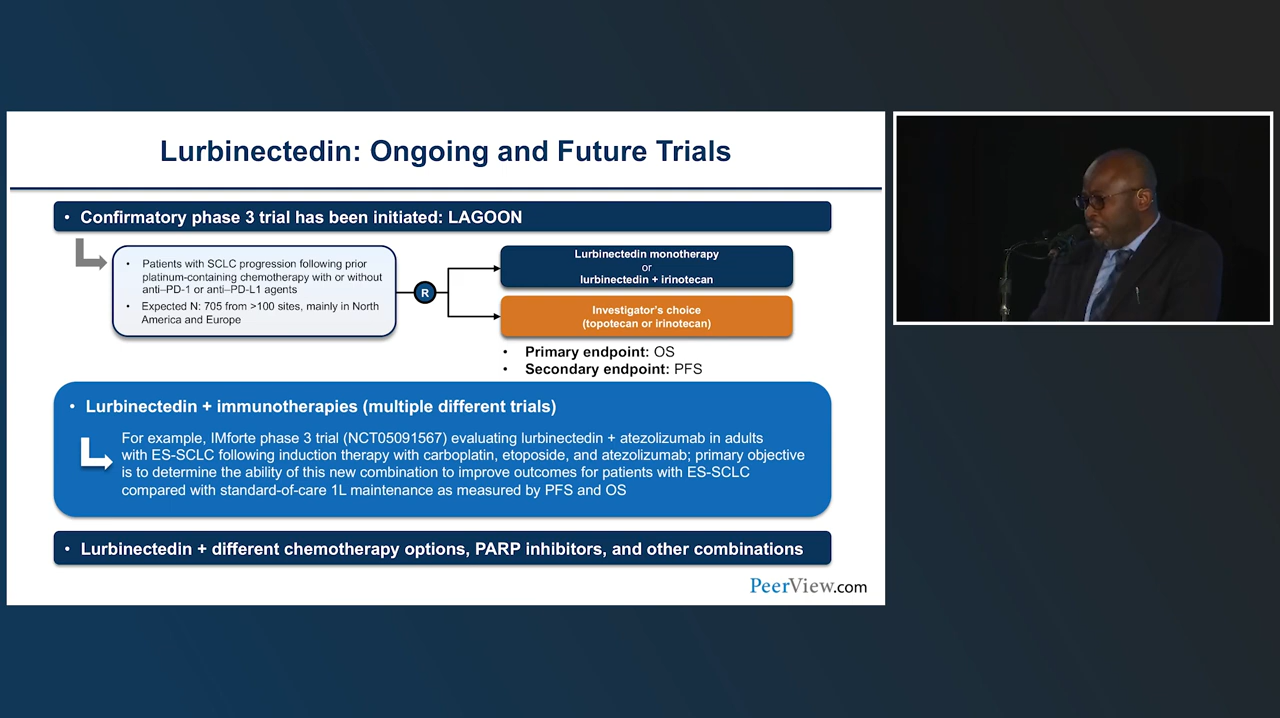 Lurbinectedin: Ongoing and Future Trials
• Confirmatory phase 3 trial has been initiated: LAGOON
• Patients with SCLC progression following prior
platinum-containing chemotherapy with or without
anti–PD-1 or anti–PD-L1 agents
• Expected N: 705 from >100 sites, mainly in North
America and Europe
R
Lurbinectedin monotherapy
or
lurbinectedin + irinotecan
Investigator's choice
(topotecan or irinotecan)
• Primary endpoint: OS
• Secondary endpoint: PFS
• Lurbinectedin + immunotherapies (multiple different trials)
For example, IMforte phase 3 trial (NCT05091567) evaluating lurbinectedin + atezolizumab in adults
with ES-SCLC following induction therapy with carboplatin, etoposide, and atezolizumab; primary objective
is to determine the ability of this new combination to improve outcomes for patients with ES-SCLC
compared with standard-of-care 1L maintenance as measured by PFS and OS
• Lurbinectedin + different chemotherapy options, PARP inhibitors, and other combinations
PeerView.com